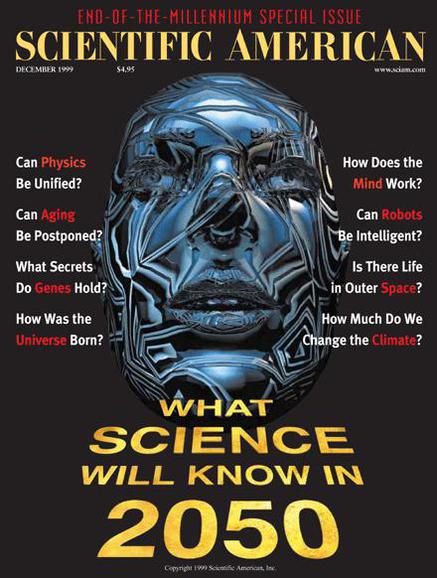 END-OF-THE-MILLENNIUM SPECIAL ISSUE
SCIENTIFIC AMERICAN
DECEMBER 1999 $4.95 www.sciam.com
Can Physics
Be Unified?
Can Aging
Be Postponed?
What Secrets
Do Genes Hold?
How Was the
Universe Born?
How Does the
Mind Work?
Can Robots
Be Intelligent?
Is There Life
in Outer Space?
How Much Do We
Change the Climate?
WHAT
SCIENCE
WILL KNOW IN
2050
Copyright 1999 Scientific American, Inc.